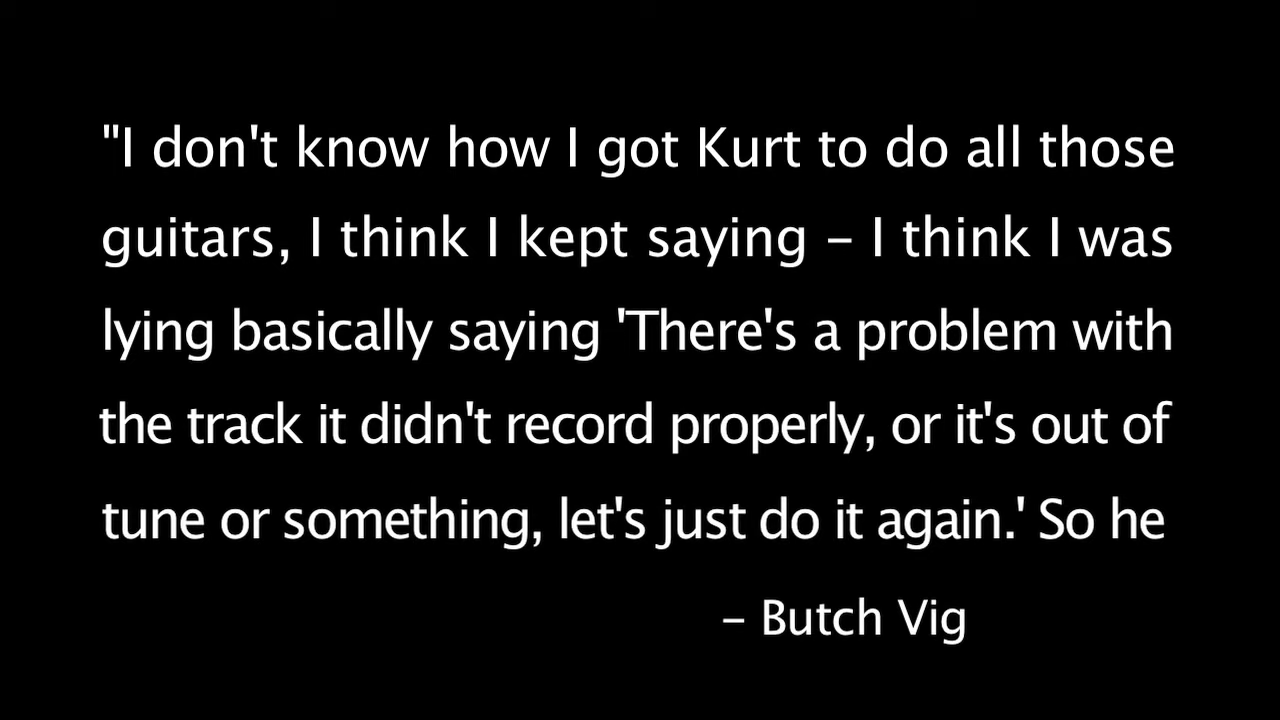 "I don't know how I got Kurt to do all those
guitars, I think I kept saying – I think I was
lying basically saying 'There's a problem with
the track it didn't record properly, or it's out of
tune or something, let's just do it again.' So he
– Butch Vig